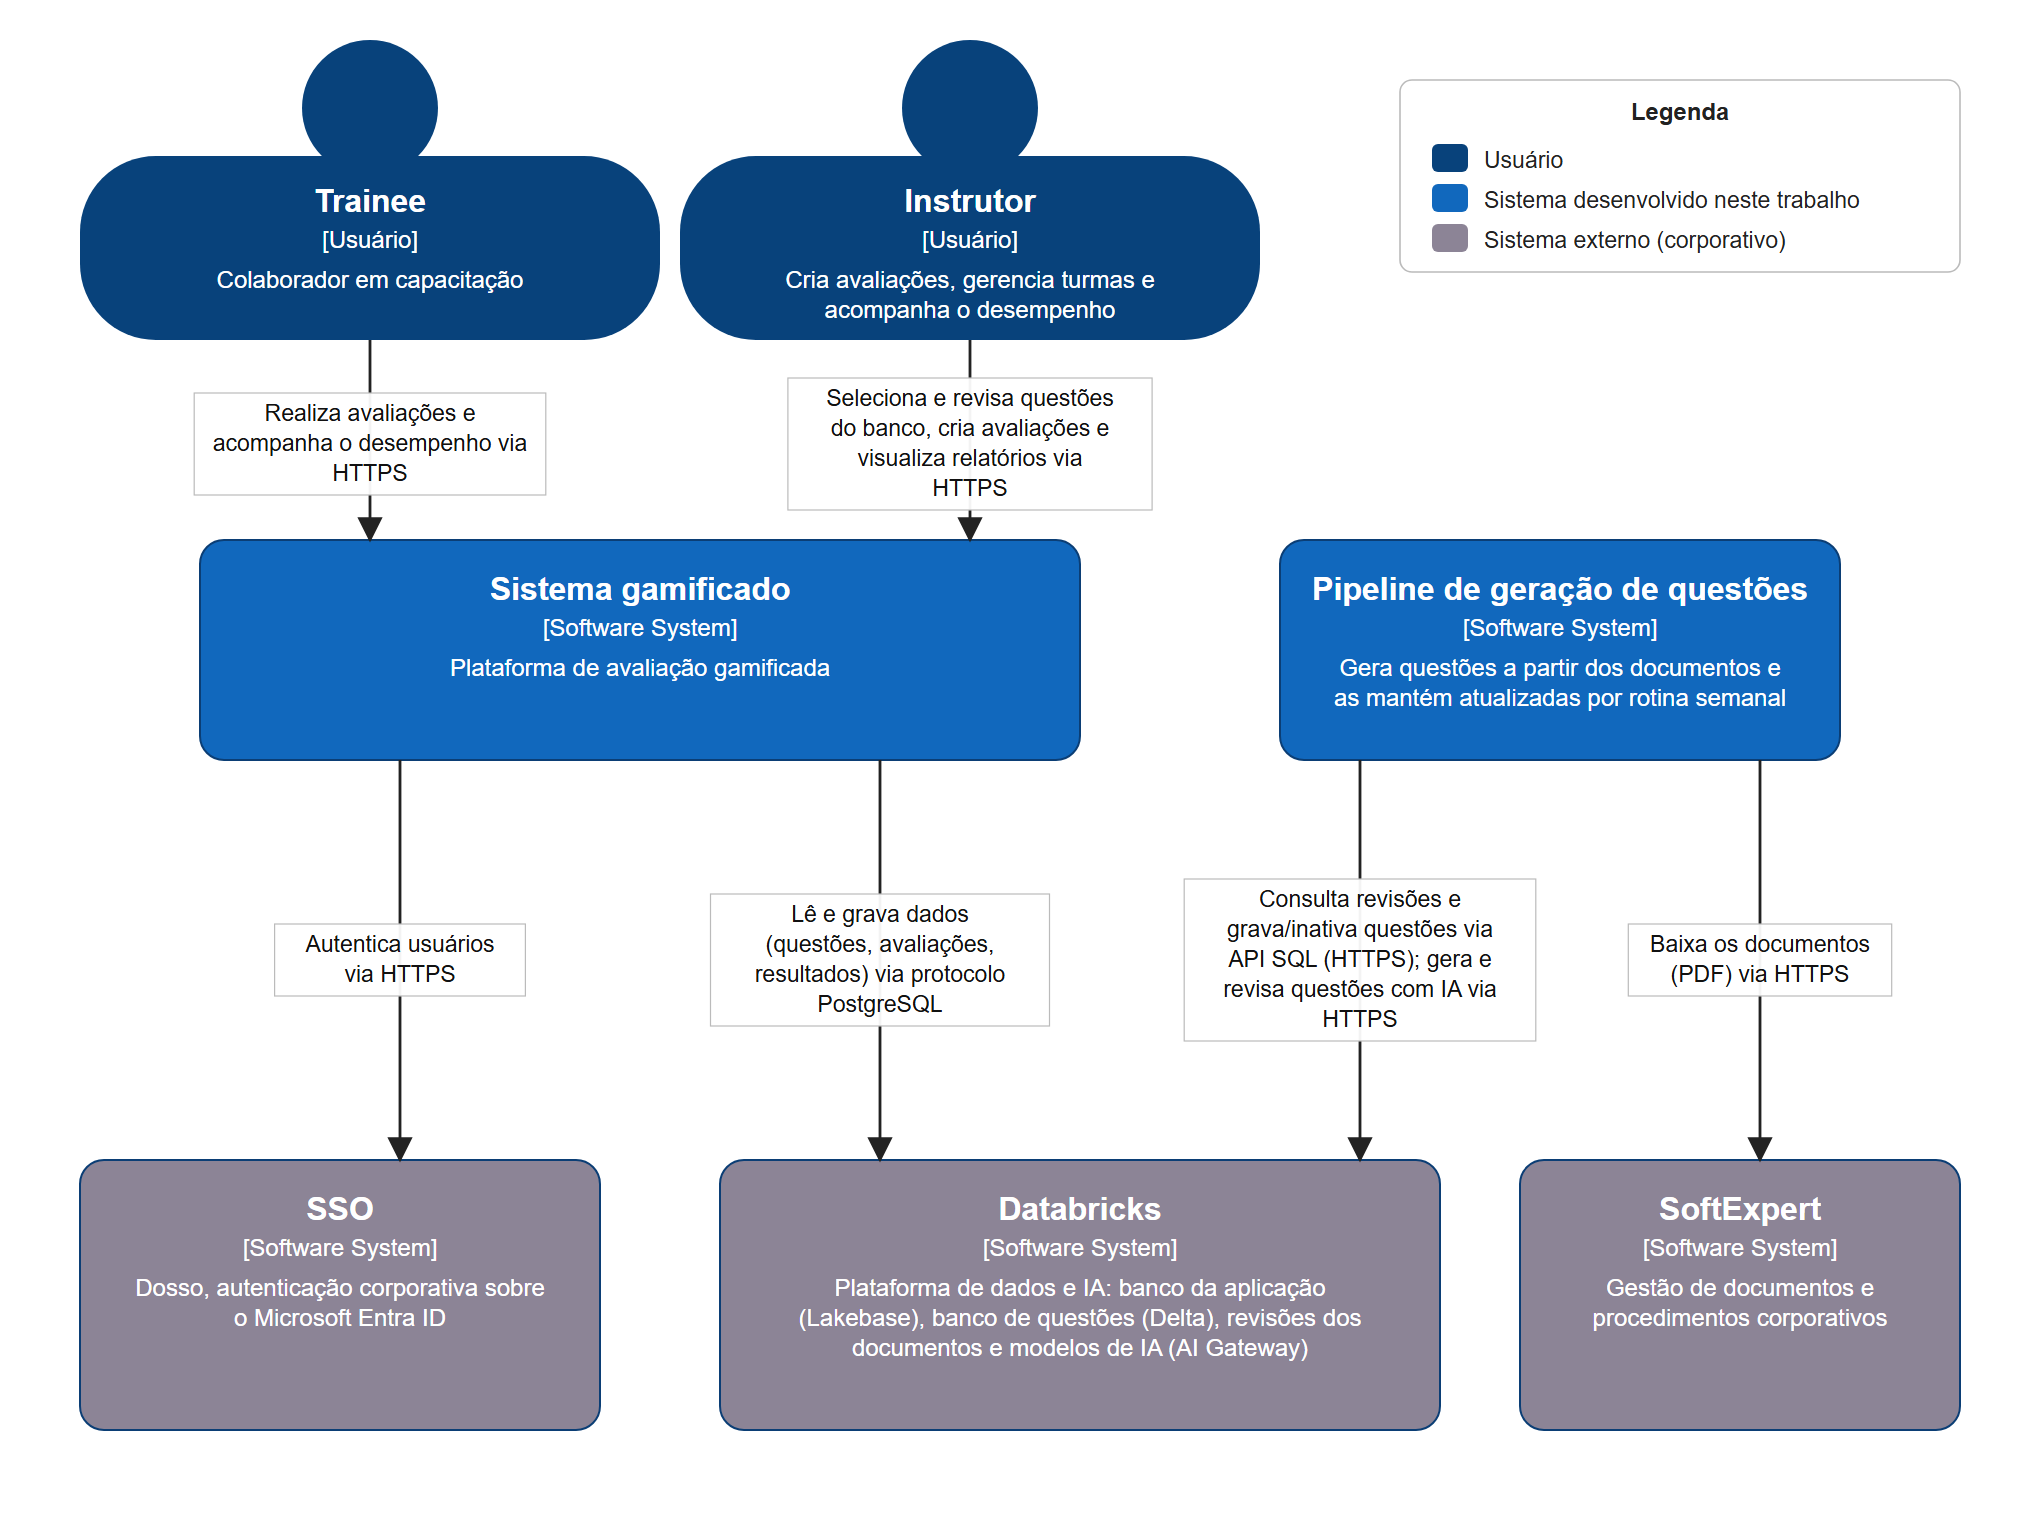 Trainee
[Usuário]
Colaborador em capacitação
Instrutor
[Usuário]
Cria avaliações, gerencia turmas e
acompanha o desempenho
Legenda
Usuário
Sistema desenvolvido neste trabalho
Sistema externo (corporativo)
Realiza avaliações e
acompanha o desempenho via
HTTPS
Seleciona e revisa questões
do banco, cria avaliações e
visualiza relatórios via
HTTPS
Sistema gamificado
[Software System]
Plataforma de avaliação gamificada
Pipeline de geração de questões
[Software System]
Gera questões a partir dos documentos e
as mantém atualizadas por rotina semanal
Autentica usuários
via HTTPS
Lê e grava dados
(questões, avaliações,
resultados) via protocolo
PostgreSQL
Consulta revisões e
grava/inativa questões via
API SQL (HTTPS); gera e
revisa questões com IA via
HTTPS
Baixa os documentos
(PDF) via HTTPS
SSO
[Software System]
Dosso, autenticação corporativa sobre
o Microsoft Entra ID
Databricks
[Software System]
Plataforma de dados e IA: banco da aplicação
(Lakebase), banco de questões (Delta), revisões dos
documentos e modelos de IA (AI Gateway)
SoftExpert
[Software System]
Gestão de documentos e
procedimentos corporativos